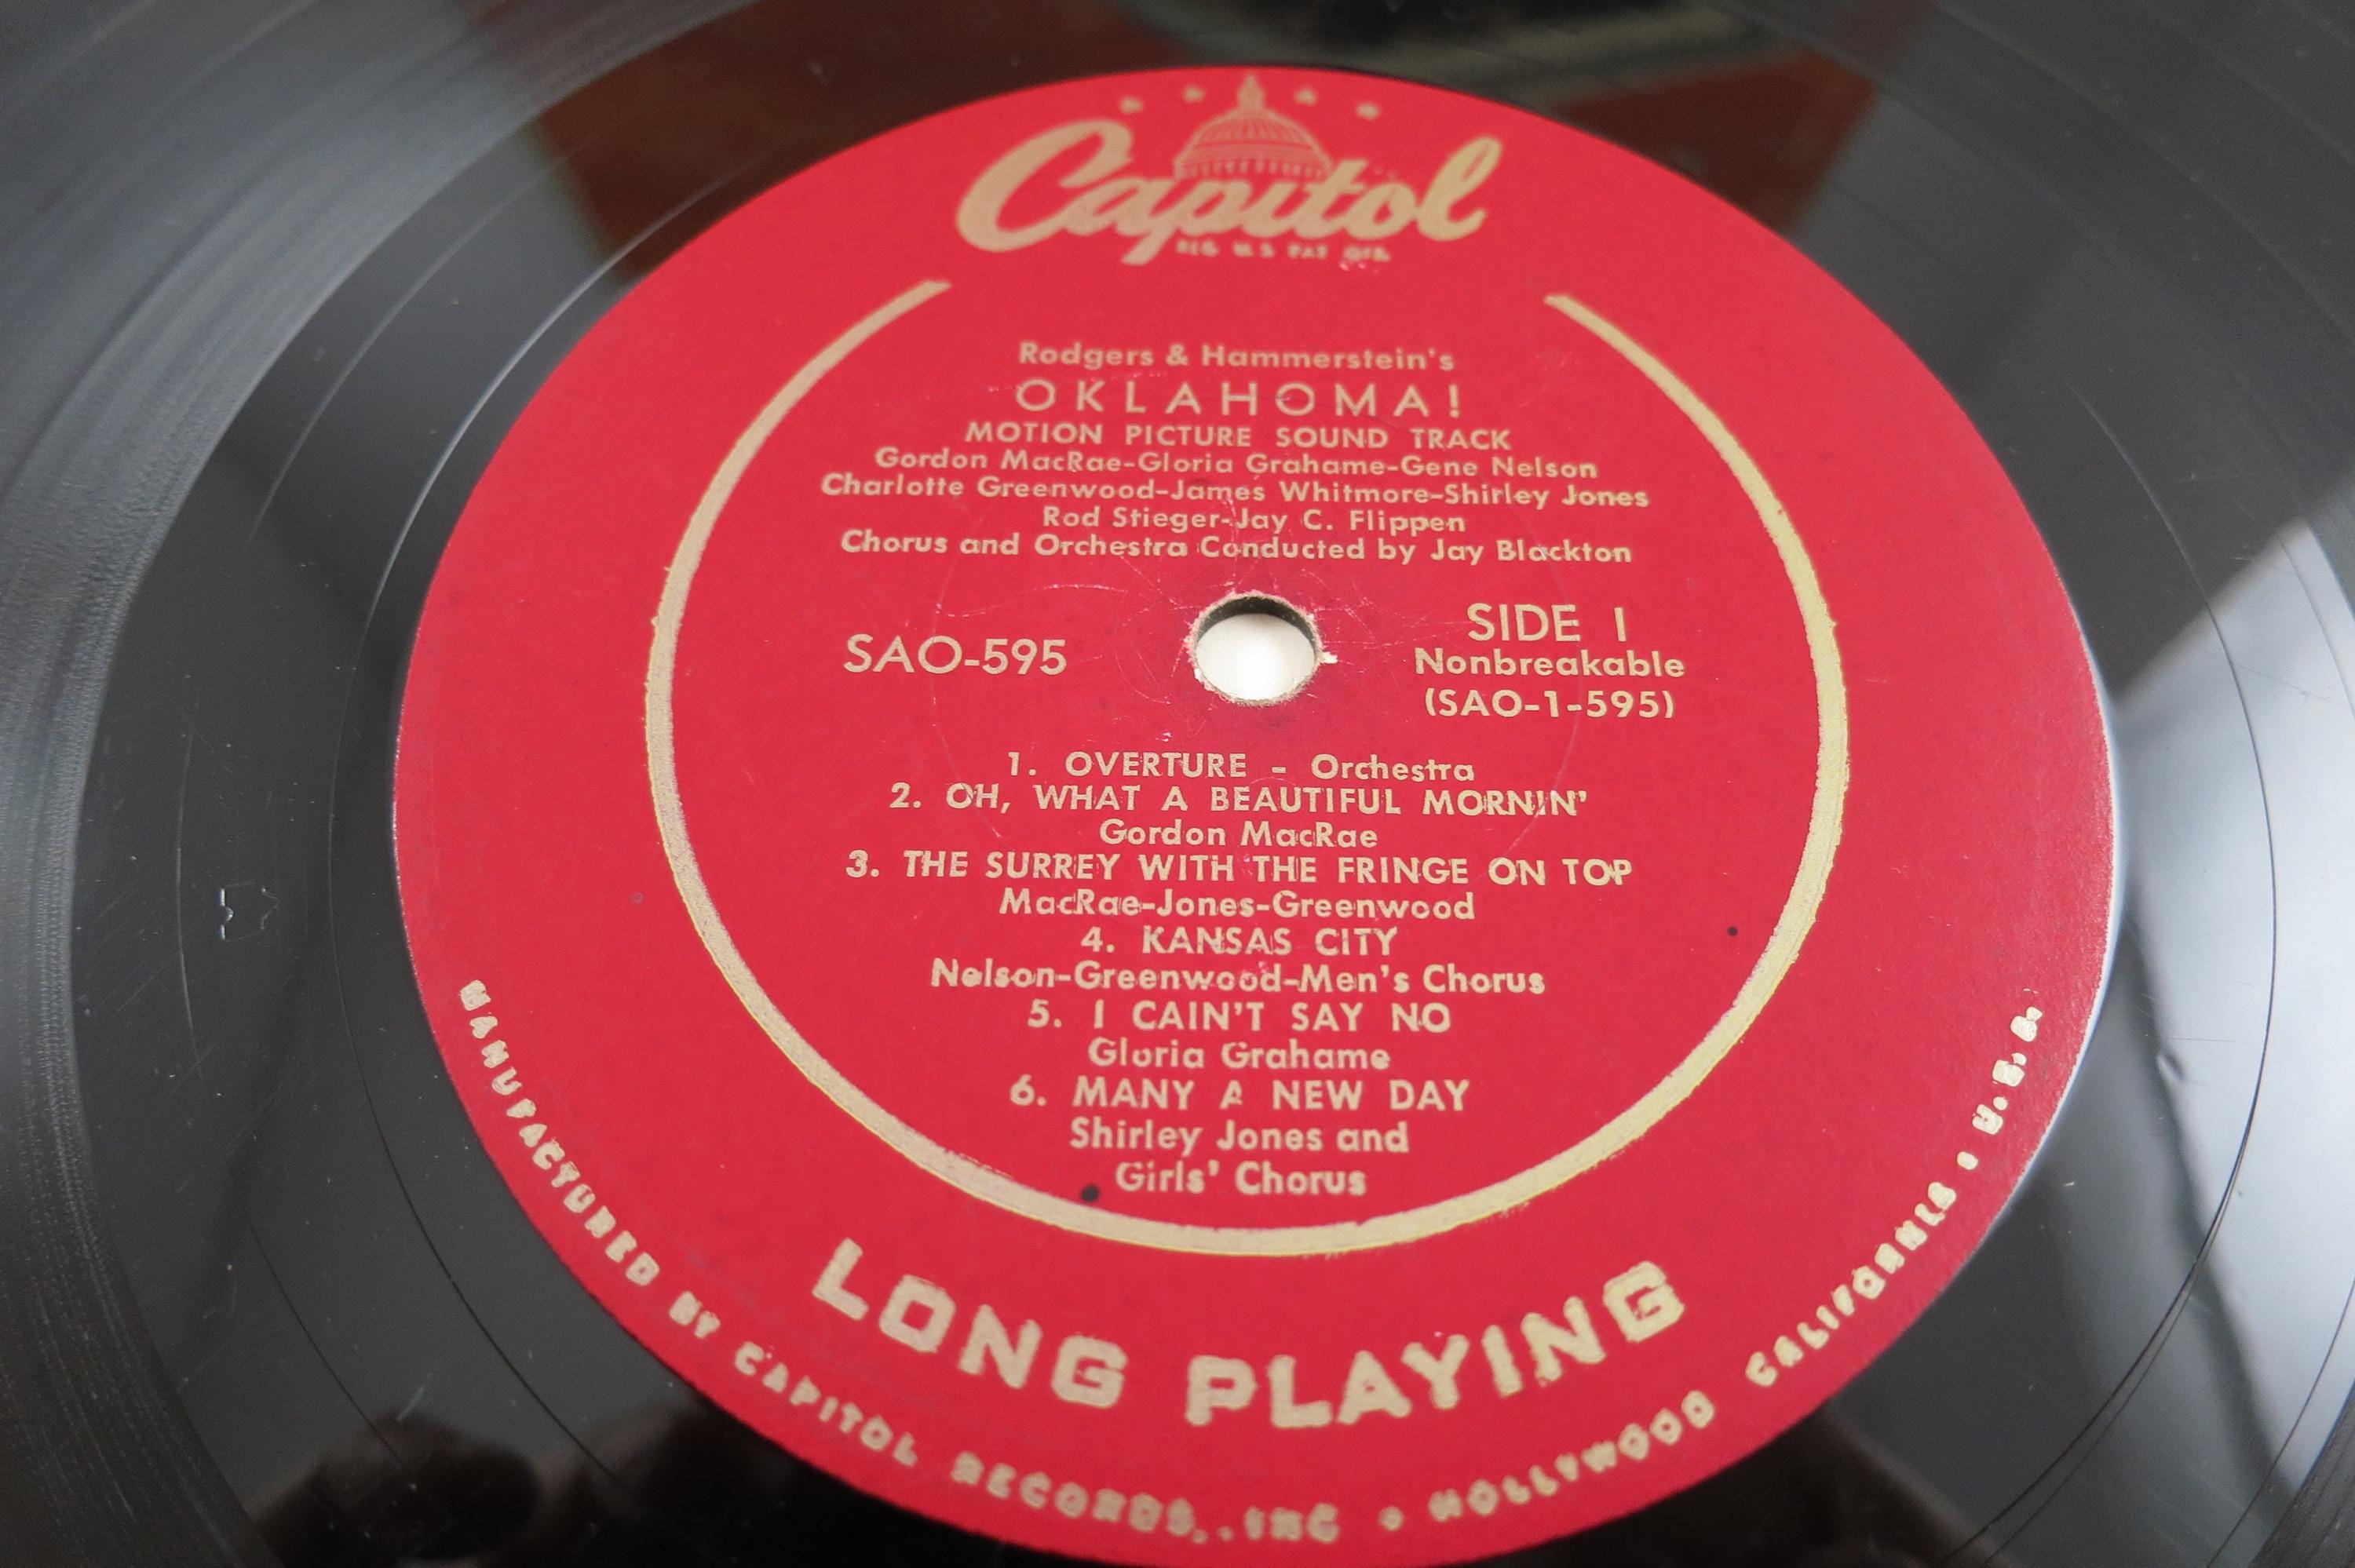 Capitol
REG U.S. PAT. OFF.
Rodgers & Hammerstein's
OKLAHOMA!
MOTION PICTURE SOUND TRACK
Gordon MacRae-Gloria Grahame-Gene Nelson
Charlotte Greenwood-James Whitmore-Shirley Jones
Rod Stieger-Jay C. Flippen
Chorus and Orchestra Conducted by Jay Blackton
SAO-595
SIDE 1
Nonbreakable
(SAO-1-595)
1. OVERTURE - Orchestra
2. OH, WHAT A BEAUTIFUL MORNIN'
Gordon MacRae
3. THE SURREY WITH THE FRINGE ON TOP
MacRae-Jones-Greenwood
4. KANSAS CITY
Nelson-Greenwood-Men's Chorus
5. I CAIN'T SAY NO
Gloria Grahame
6. MANY A NEW DAY
Shirley Jones and
Girls' Chorus
LONG PLAYING
MANUFACTURED BY CAPITOL RECORDS, INC • HOLLYWOOD CALIFORNIA • U.S.A.